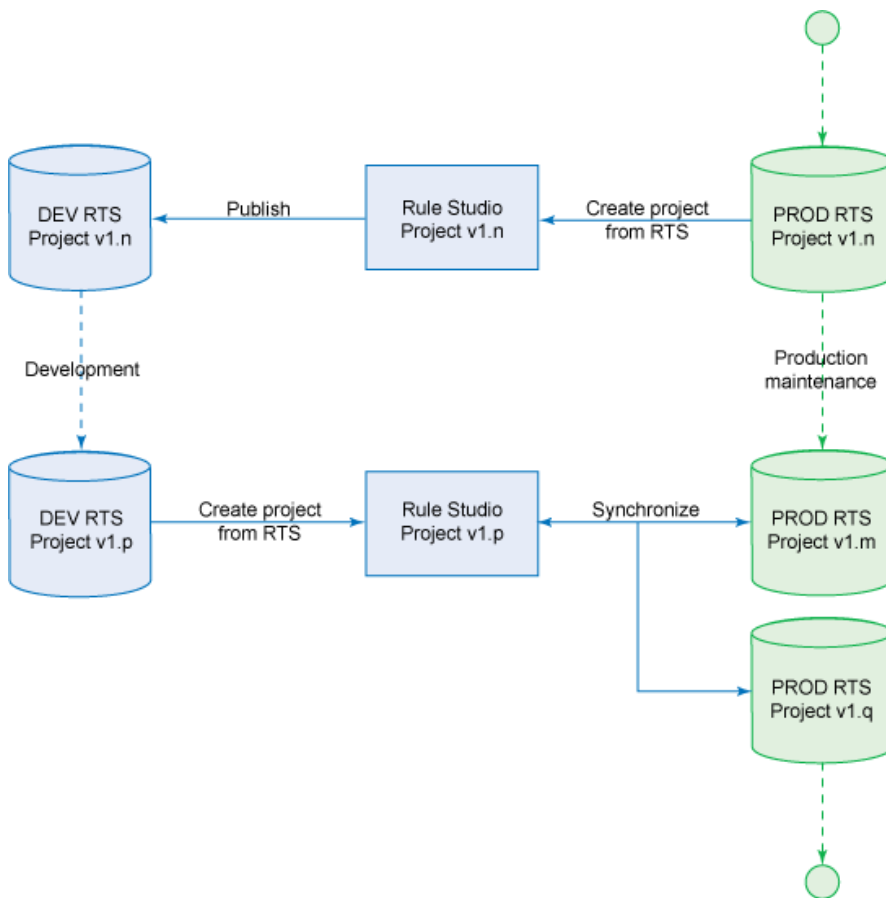 DEV RTS
Project v1.n
Publish
Rule Studio
Project v1.n
Create project
from RTS
PROD RTS
Project v1.n
Development
Production
maintenance
DEV RTS
Project v1.p
Create project
from RTS
Rule Studio
Project v1.p
Synchronize
PROD RTS
Project v1.m
PROD RTS
Project v1.q